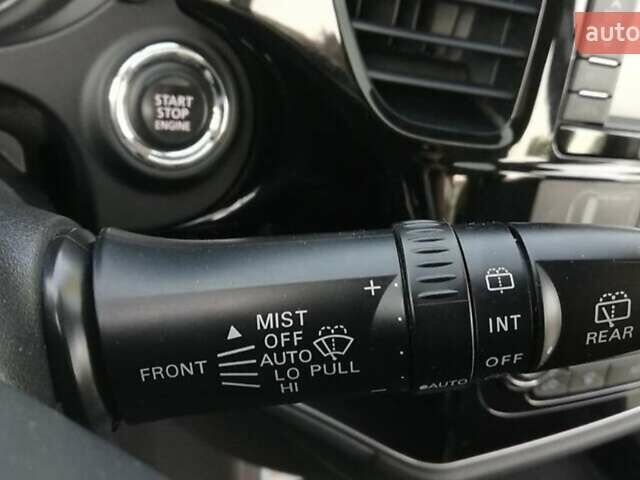 auto
START
STOP
ENGINE
MIST
OFF
FRONT AUTO
LO PULL
HI
+
-
AUTO
INT
OFF
REAR